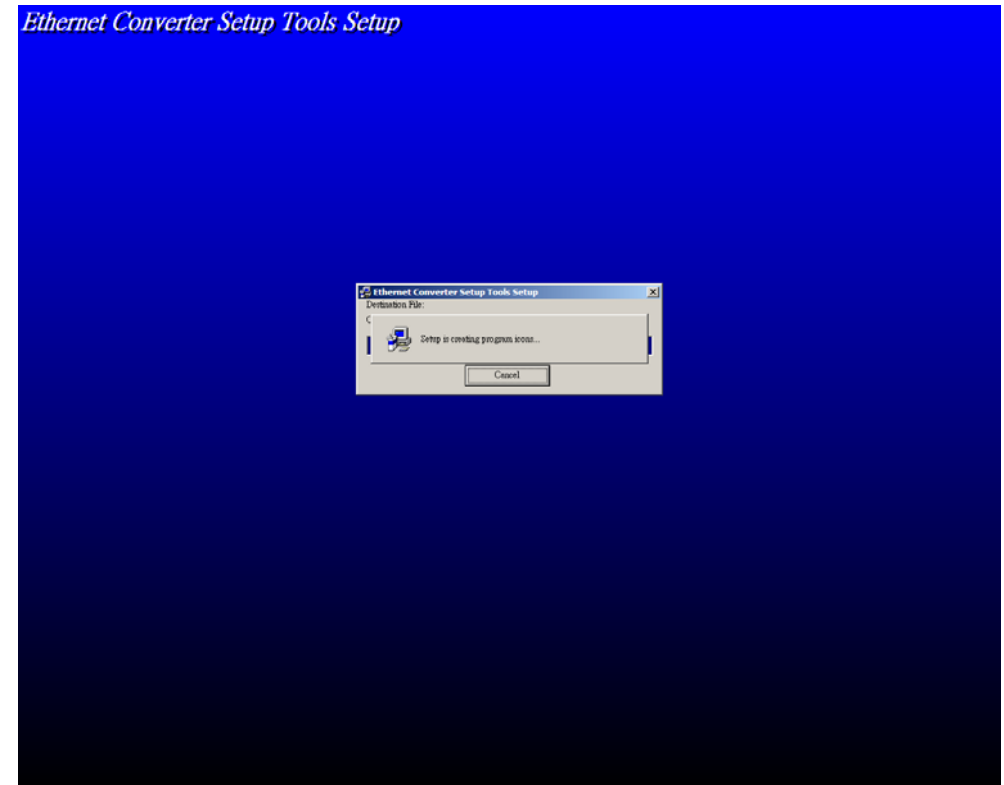 Ethernet Converter Setup Tools Setup
Ethernet Converter Setup Tools Setup
Destination File:
Setup is creating program icons...
Cancel